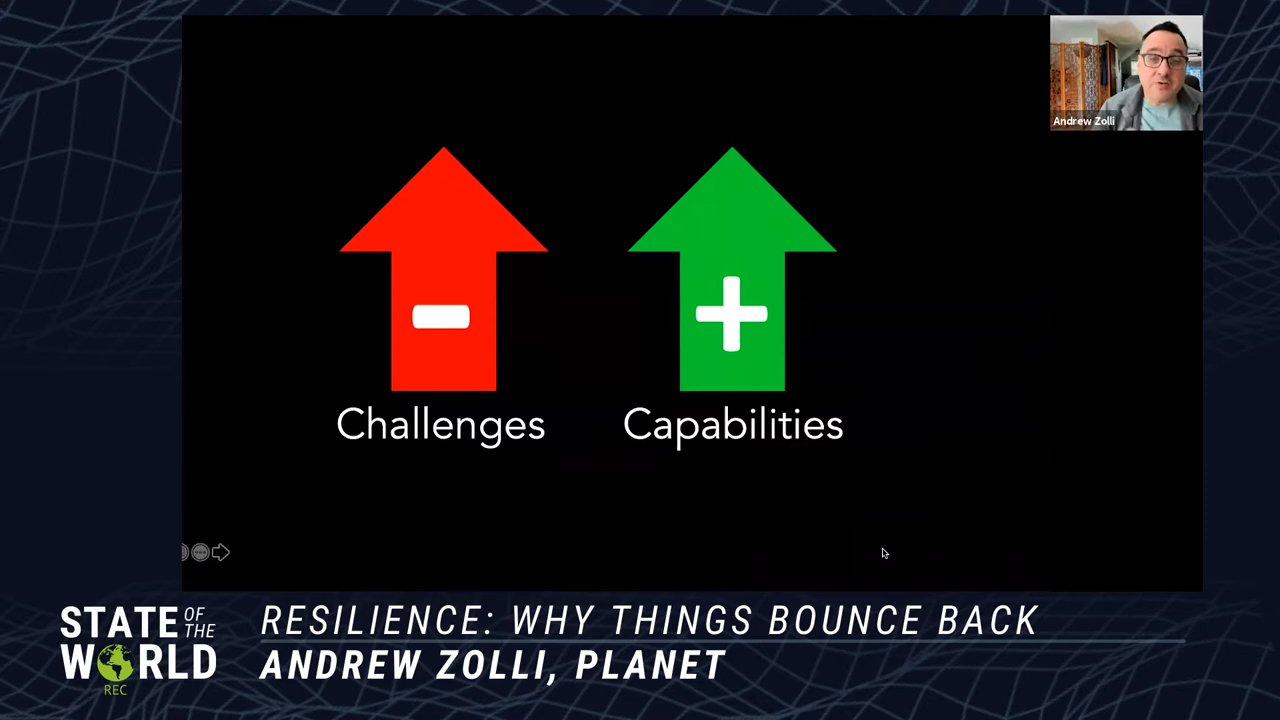 Andrew Zolli
Challenges
Capabilities
STATE OF THE
WORLD
REC
RESILIENCE: WHY THINGS BOUNCE BACK
ANDREW ZOLLI, PLANET